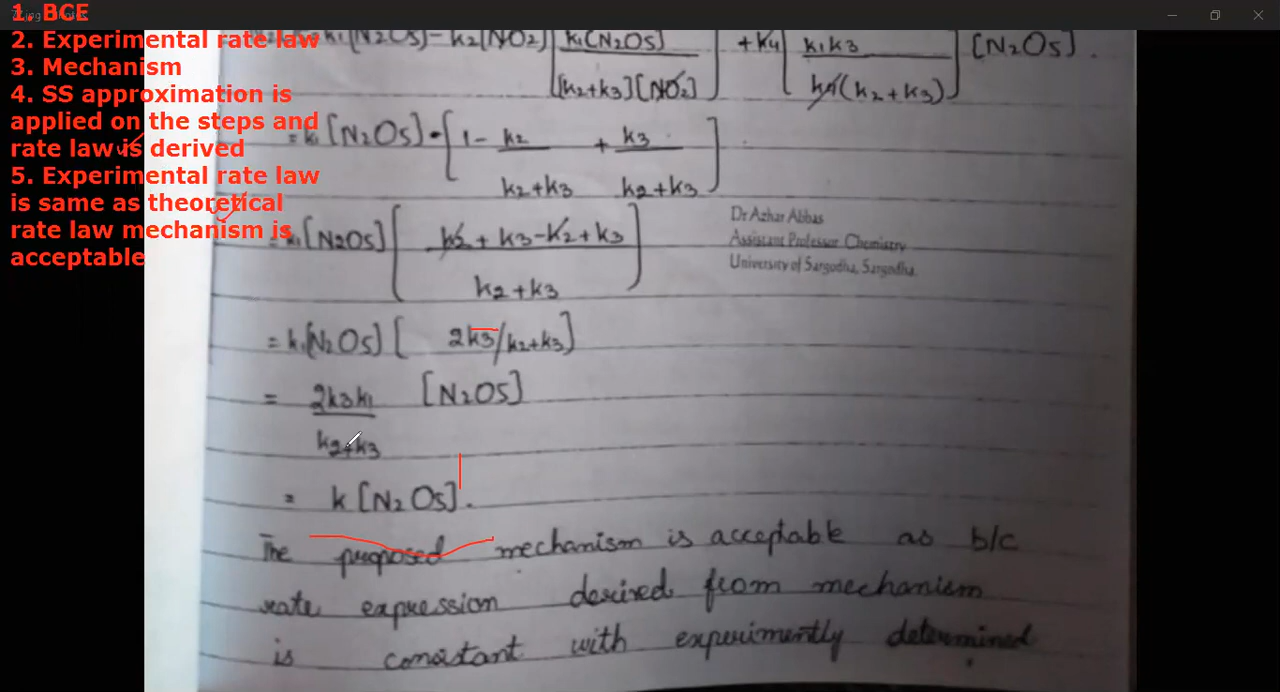 1. BCE
2. Experimental rate law
3. Mechanism
4. SS approximation is
applied on the steps and
rate law is derived
5. Experimental rate law
is same as theoretical
rate law mechanism is
acceptable
k1[N2O5] - k2[NO2] [ k1[N2O5] / [k2+k3][NO2] ] + k4 [ k1k3 / k4(k2+k3) ] [N2O5].
= k1[N2O5] - [ 1 - k2 / k2+k3 + k3 / k2+k3 ]
= k1[N2O5] [ k2 + k3 - k2 + k3 / k2+k3 ]
Dr Azhar Abbas
Assistant Professor Chemistry
University of Sargodha, Sargodha.
= k1[N2O5] [ 2k3/k2+k3 ]
= 2k3k1 / k2+k3 [N2O5]
= k [N2O5].
The proposed mechanism is acceptable as b/c
rate expression derived from mechanism
is constant with experimently determined